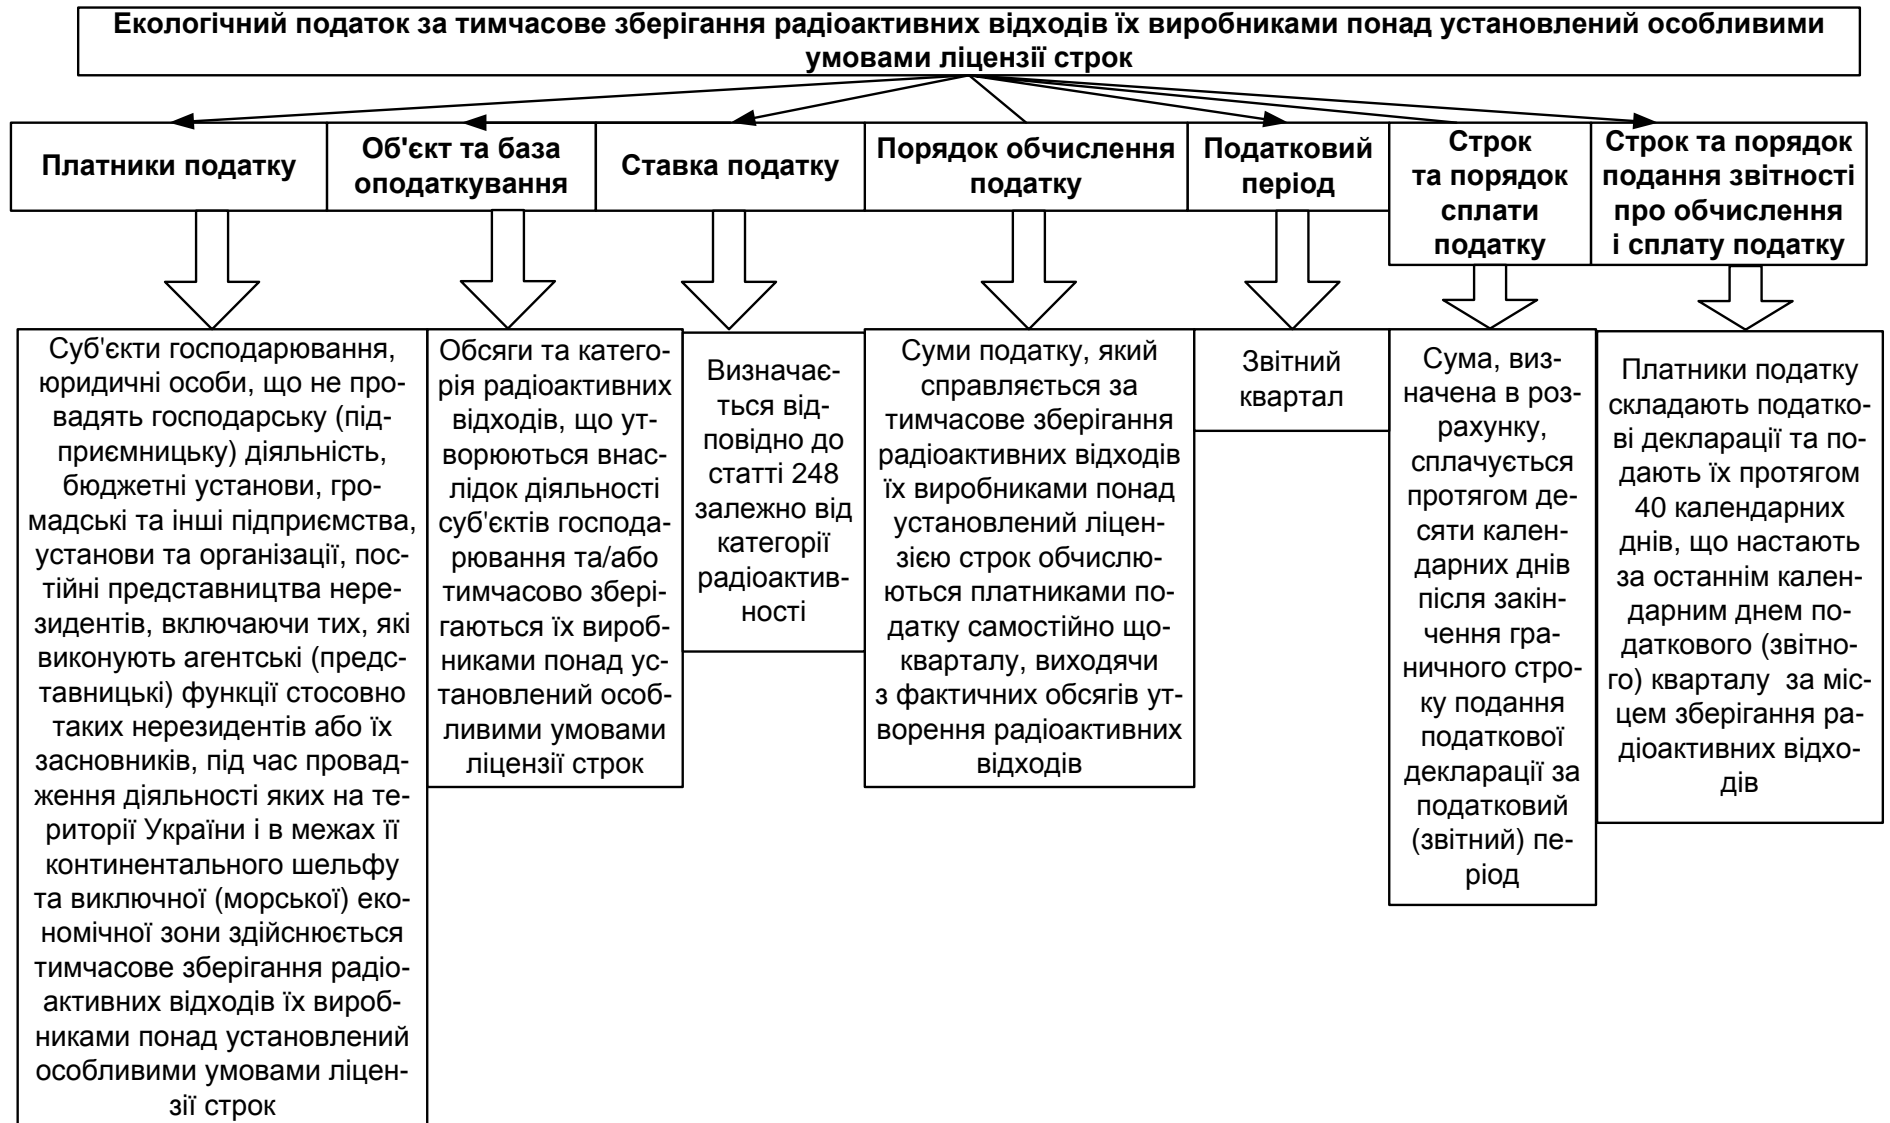 Екологічний податок за тимчасове зберігання радіоактивних відходів їх виробниками понад установлений особливими
умовами ліцензії строк
Платники податку
Об'єкт та база
оподаткування
Ставка податку
Порядок обчислення
податку
Податковий
період
Строк
та порядок
сплати
податку
Строк та порядок
подання звітності
про обчислення
і сплату податку
Суб'єкти господарювання,
юридичні особи, що не про-
вадять господарську (під-
приємницьку) діяльність,
бюджетні установи, гро-
мадські та інші підприємства,
установи та організації, пос-
тійні представництва нере-
зидентів, включаючи тих, які
виконують агентські (предс-
тавницькі) функції стосовно
таких нерезидентів або їх
засновників, під час провад-
ження діяльності яких на те-
риторії України і в межах її
континентального шельфу
та виключної (морської) еко-
номічної зони здійснюється
тимчасове зберігання радіо-
активних відходів їх вироб-
никами понад установлений
особливими умовами ліцен-
зії строк
Обсяги та катего-
рія радіоактивних
відходів, що ут-
ворюються внас-
лідок діяльності
суб'єктів господа-
рювання та/або
тимчасово збері-
гаються їх вироб-
никами понад ус-
тановлений особ-
ливими умовами
ліцензії строк
Визначає-
ться від-
повідно до
статті 248
залежно від
категорії
радіоактив-
ності
Суми податку, який
справляється за
тимчасове зберігання
радіоактивних відходів
їх виробниками понад
установлений ліцен-
зією строк обчислю-
ються платниками по-
датку самостійно що-
кварталу, виходячи
з фактичних обсягів ут-
ворення радіоактивних
відходів
Звітний
квартал
Сума, виз-
начена в роз-
рахунку,
сплачується
протягом де-
сяти кален-
дарних днів
після закін-
чення гра-
ничного стро-
ку подання
податкової
декларації за
податковий
(звітний) пе-
ріод
Платники податку
складають податко-
ві декларації та по-
дають їх протягом
40 календарних
днів, що настають
за останнім кален-
дарним днем по-
даткового (звітно-
го) кварталу за міс-
цем зберігання ра-
діоактивних відхо-
дів